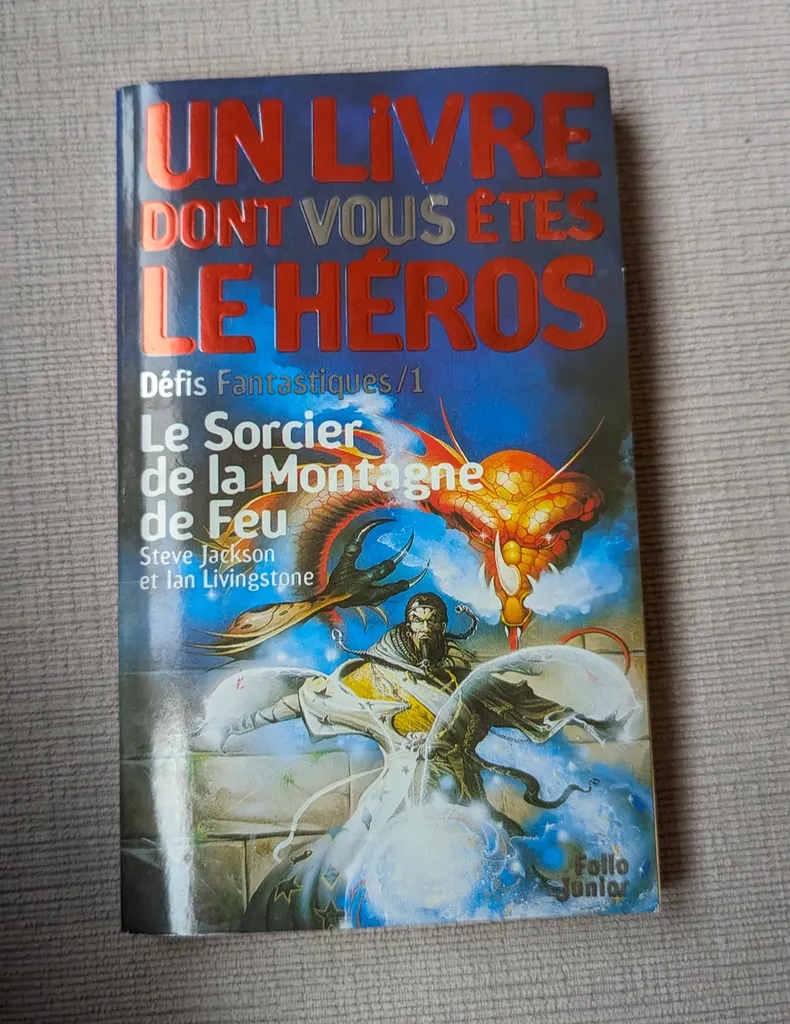 UN LiVRE
DONT VOUS ÊTES
LE HÉROS
Défis Fantastiques/1
Le Sorcier
de la Montagne
de Feu
Steve Jackson
et Ian Livingstone
Folio
Junior